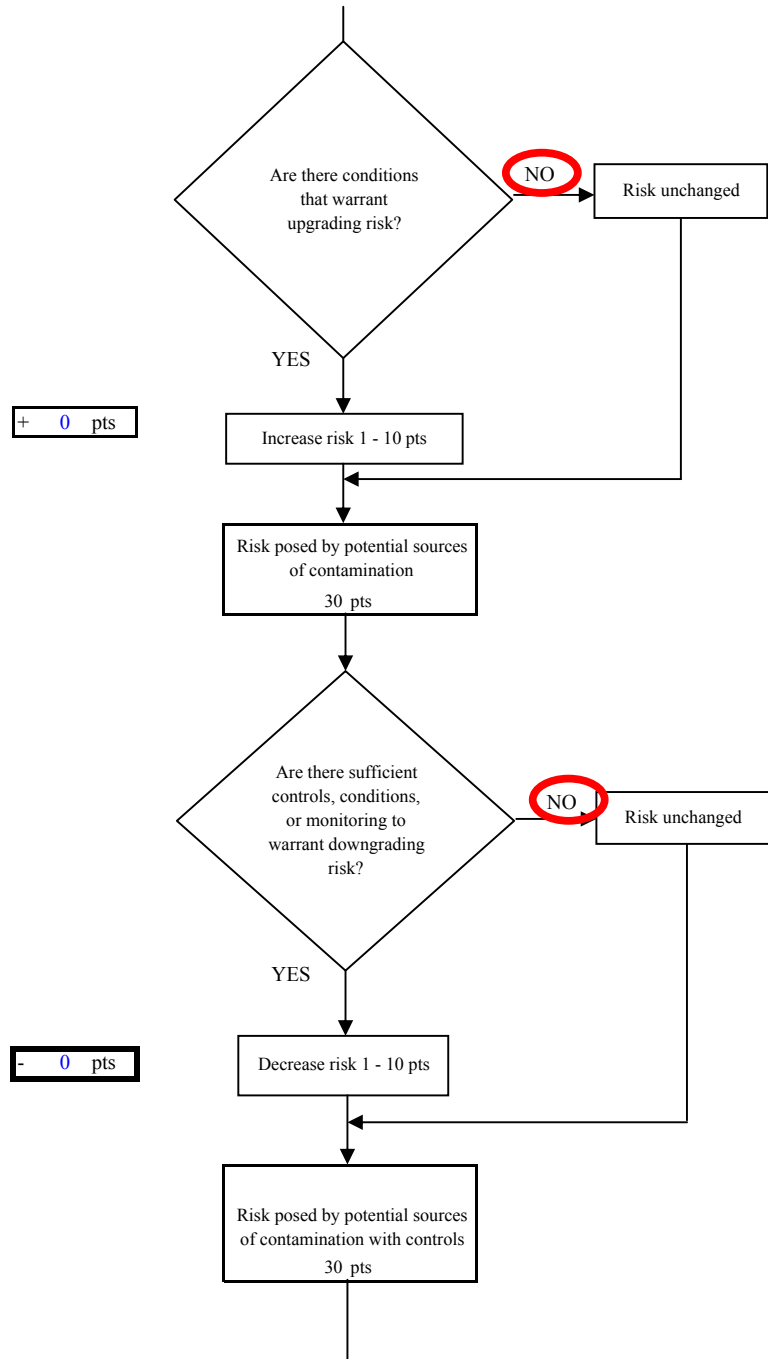 Are there conditions
that warrant
upgrading risk?
NO
Risk unchanged
YES
+ 0 pts
Increase risk 1 - 10 pts
Risk posed by potential sources
of contamination
30 pts
Are there sufficient
controls, conditions,
or monitoring to
warrant downgrading
risk?
NO
Risk unchanged
YES
- 0 pts
Decrease risk 1 - 10 pts
Risk posed by potential sources
of contamination with controls
30 pts